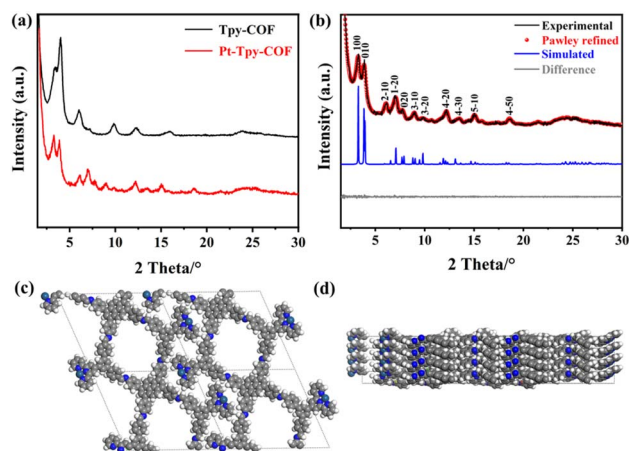 (a)
Tpy-COF
Pt-Tpy-COF
Intensity (a.u.)
5 10 15 20 25 30
2 Theta/°
(b)
Experimental
Pawley refined
Simulated
Difference
100
010
2-10
1-20
020
3-10
3-20
4-20
4-30
5-10
4-50
Intensity (a.u.)
5 10 15 20 25 30
2 Theta/°
(c)
(d)